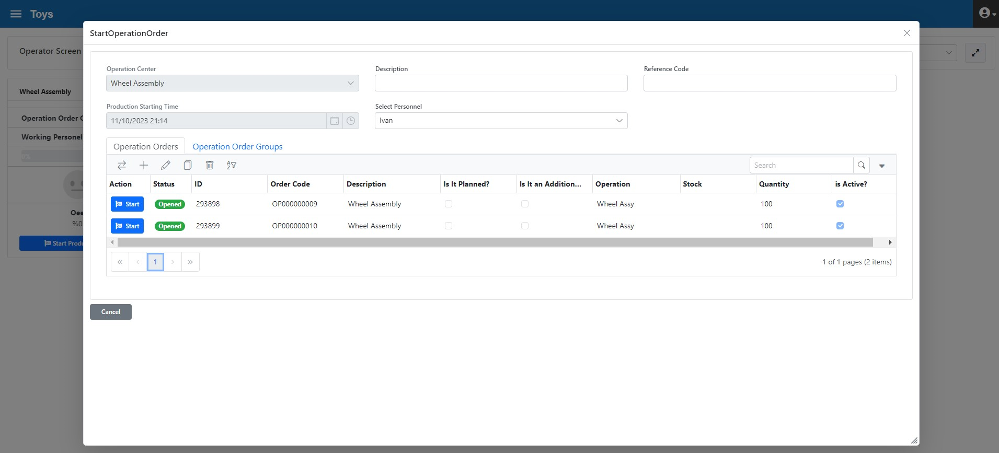 Toys
StartOperationOrder
Operator Screen
Operation Center
Description
Reference Code
Wheel Assembly
Wheel Assembly
Production Starting Time
Select Personnel
11/10/2023 21:14
Ivan
Operation Order
Working Personel
0%
Operation Orders
Operation Order Groups
Search
Action Status ID Order Code Description Is It Planned? Is It an Addition... Operation Stock Quantity is Active?
Start Opened 293898 OP000000009 Wheel Assembly Wheel Assy 100
Start Opened 293899 OP000000010 Wheel Assembly Wheel Assy 100
Oee
%0
Start Produ
1
1 of 1 pages (2 items)
Cancel